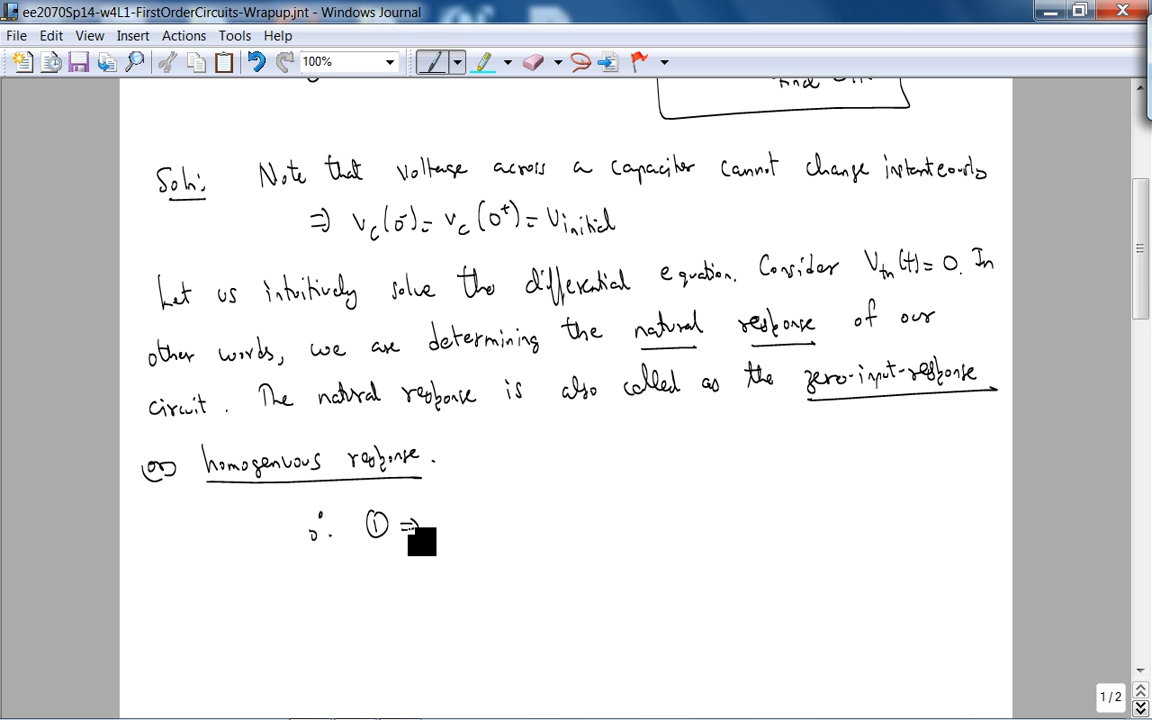 ee2070Sp14-w4L1-FirstOrderCircuits-Wrapup.jnt - Windows Journal
File Edit View Insert Actions Tools Help
100%
find
Soln: Note that voltage across a capacitor cannot change instanteously
⇒ Vc(0⁻) = Vc(0⁺) = Vinitial
Let us intuitively solve the differential equation. Consider VTh(t) = 0. In
other words, we are determining the natural response of our
circuit. The natural response is also called as the zero-input-response
(or) homogenuous response.
∴ ① ⇒
1 / 2